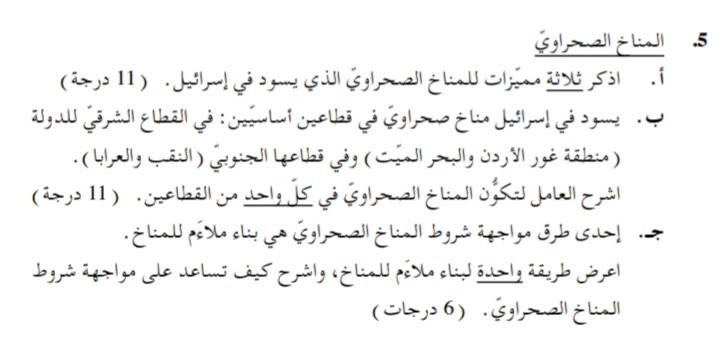 5. المناخ الصحراويّ
أ. اذكر ثلاثة مميّزات للمناخ الصحراويّ الذي يسود في إسرائيل. (11 درجة)
ب. يسود في إسرائيل مناخ صحراويّ في قطاعين أساسيّين: في القطاع الشرقيّ للدولة
(منطقة غور الأردن والبحر الميّت) وفي قطاعها الجنوبيّ (النقب والعرابا).
اشرح العامل لتكوُّن المناخ الصحراويّ في كلّ واحد من القطاعين. (11 درجة)
جـ. إحدى طرق مواجهة شروط المناخ الصحراويّ هي بناء ملاءَم للمناخ.
اعرض طريقة واحدة لبناء ملاءَم للمناخ، واشرح كيف تساعد على مواجهة شروط
المناخ الصحراويّ. (6 درجات)